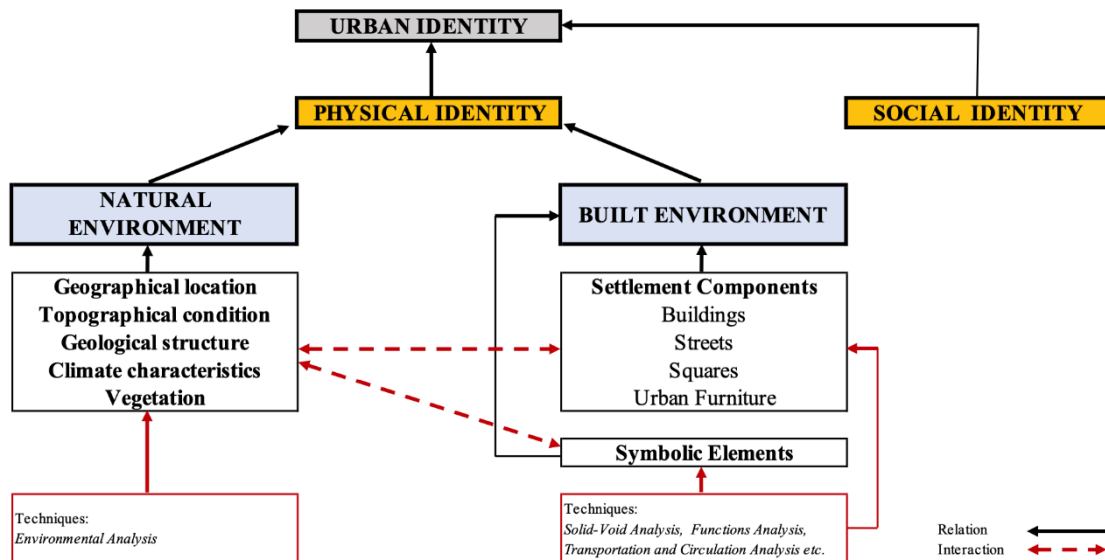 URBAN IDENTITY
PHYSICAL IDENTITY
SOCIAL IDENTITY
NATURAL
ENVIRONMENT
BUILT ENVIRONMENT
Geographical location
Topographical condition
Geological structure
Climate characteristics
Vegetation
Settlement Components
Buildings
Streets
Squares
Urban Furniture
Symbolic Elements
Techniques:
Environmental Analysis
Techniques:
Solid-Void Analysis, Functions Analysis,
Transportation and Circulation Analysis etc.
Relation
Interaction